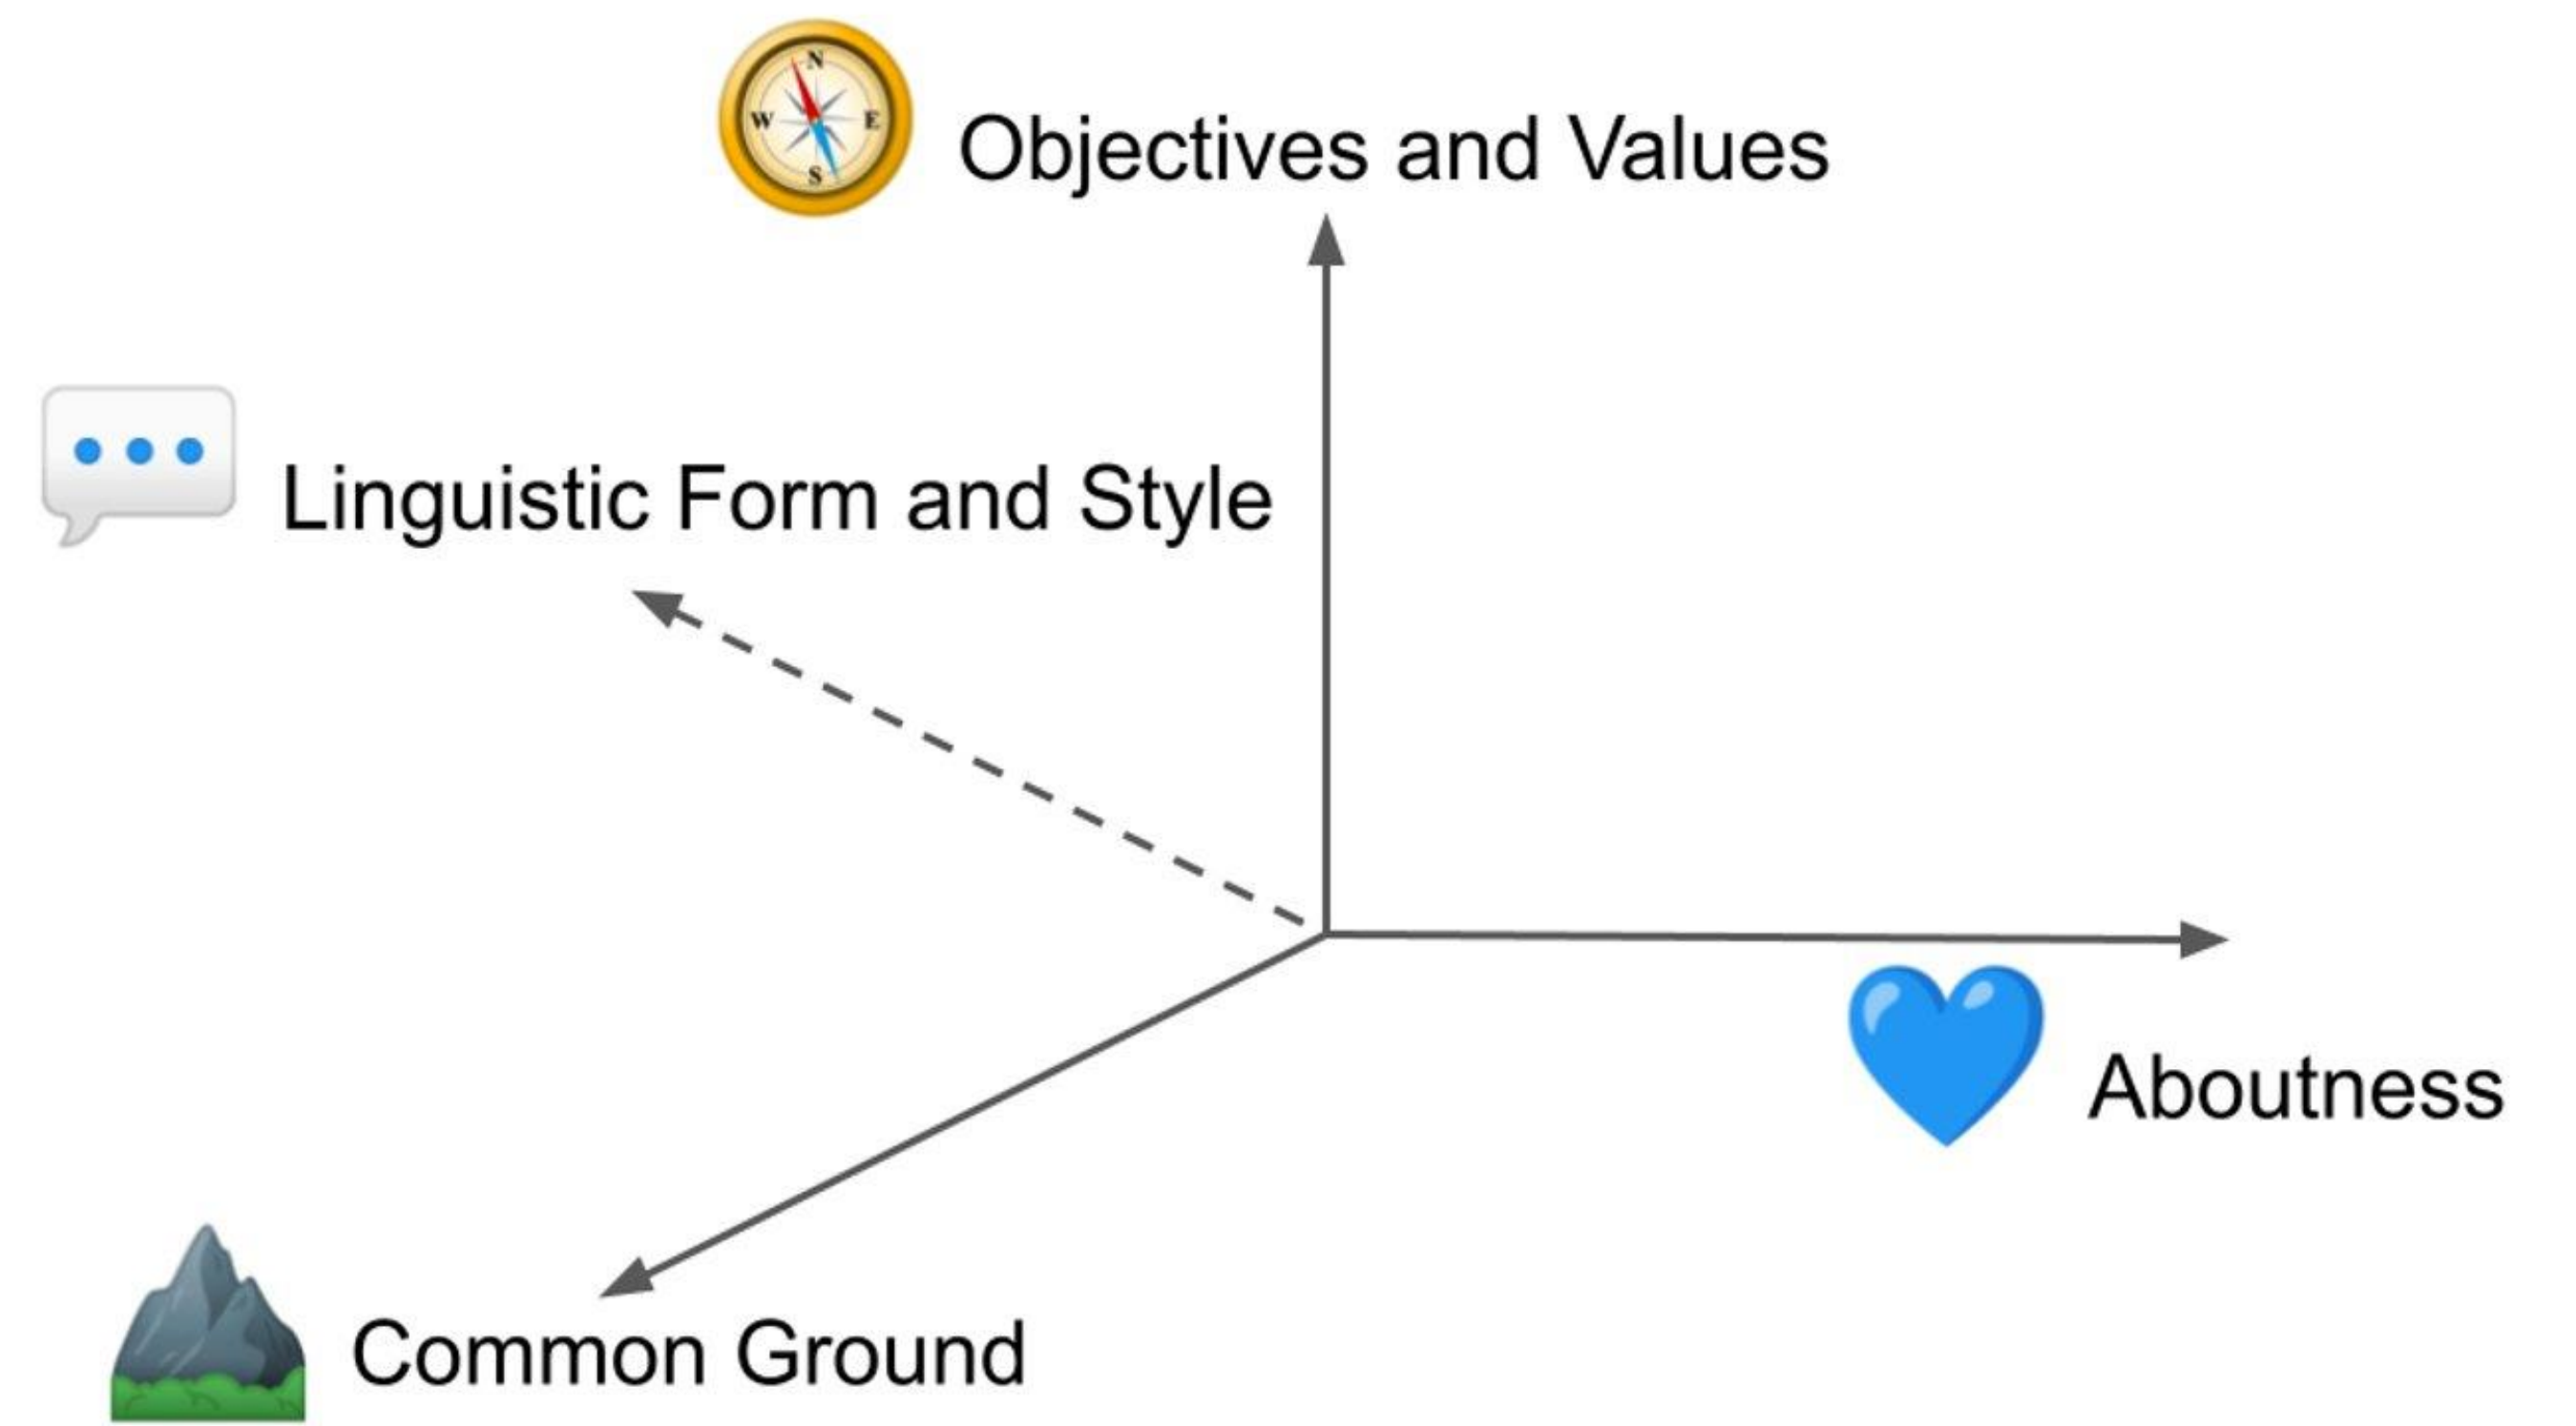 N
W E
S
Objectives and Values
Linguistic Form and Style
Aboutness
Common Ground